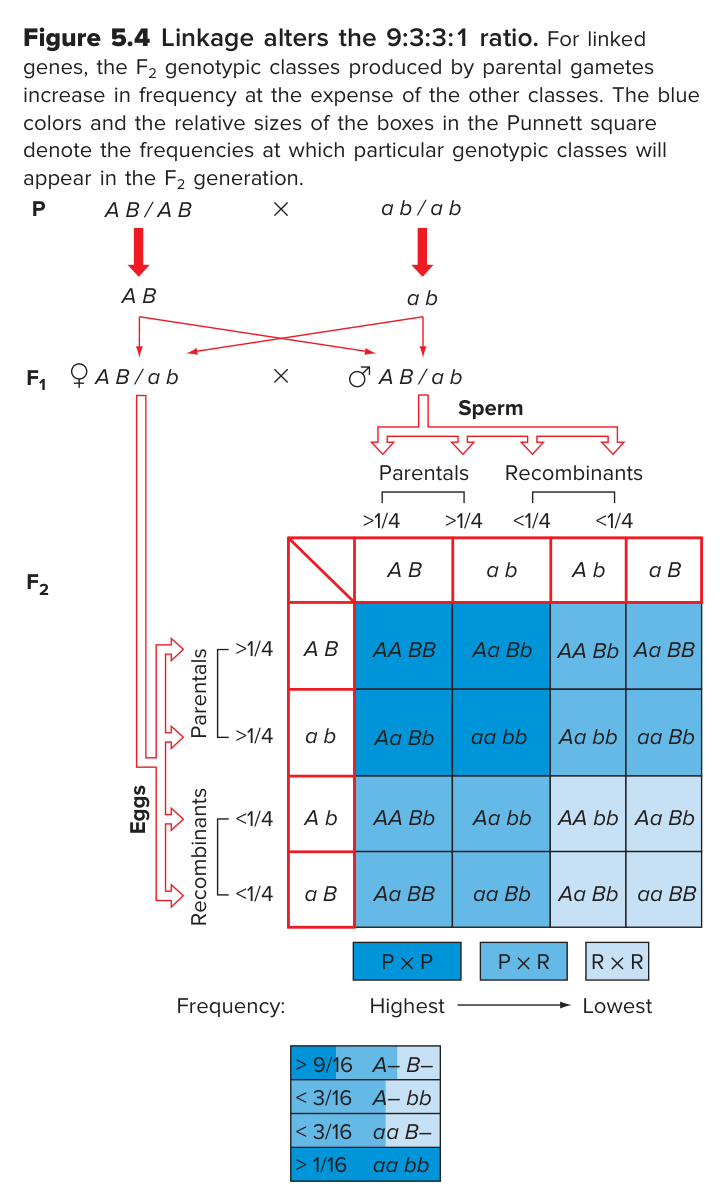 Figure 5.4 Linkage alters the 9:3:3:1 ratio. For linked
genes, the F₂ genotypic classes produced by parental gametes
increase in frequency at the expense of the other classes. The blue
colors and the relative sizes of the boxes in the Punnett square
denote the frequencies at which particular genotypic classes will
appear in the F₂ generation.
P A B / A B × a b / a b
A B a b
F₁ ♀ A B / a b × ♂ A B / a b
Sperm
Parentals Recombinants
>1/4 >1/4 <1/4 <1/4
F₂
A B a b A b a B
Eggs
Parentals
Recombinants
>1/4 A B AA BB Aa Bb AA Bb Aa BB
>1/4 a b Aa Bb aa bb Aa bb aa Bb
<1/4 A b AA Bb Aa bb AA bb Aa Bb
<1/4 a B Aa BB aa Bb Aa Bb aa BB
P × P P × R R × R
Frequency: Highest Lowest
> 9/16 A– B–
< 3/16 A– bb
< 3/16 aa B–
> 1/16 aa bb